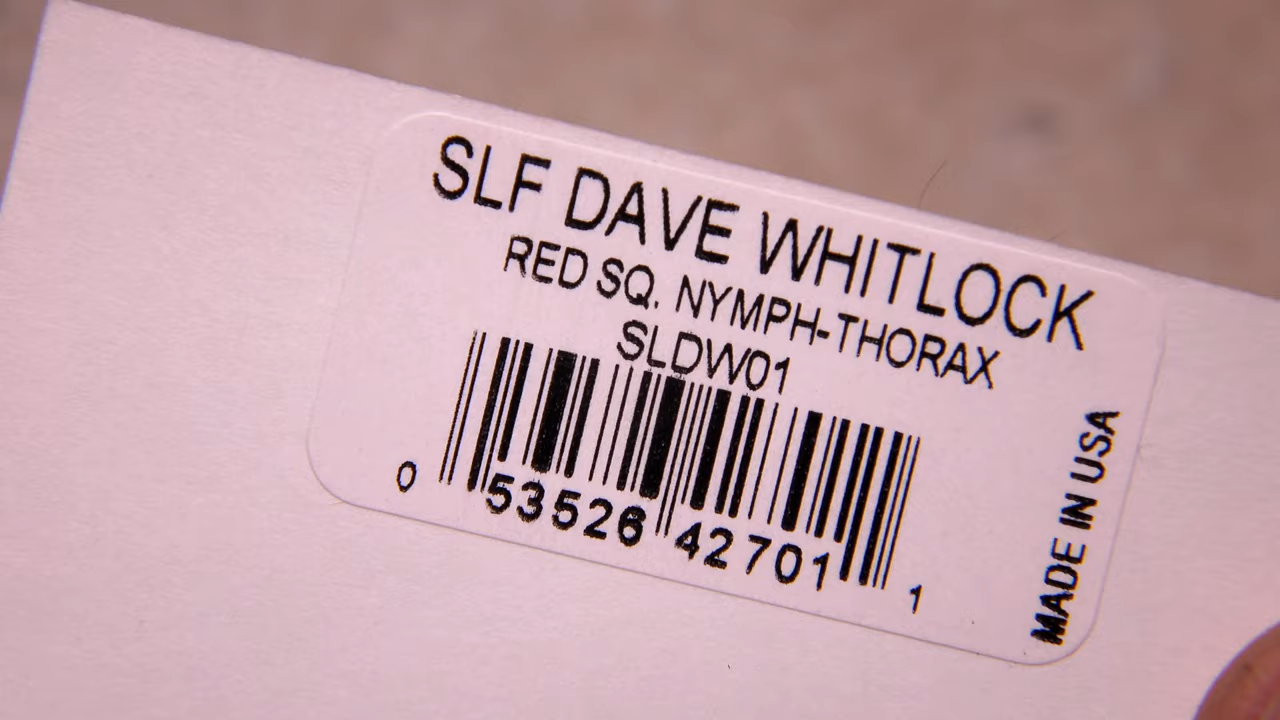 SLF DAVE WHITLOCK
RED SQ. NYMPH-THORAX
SLDW01
0 53526 42701 1
MADE IN USA